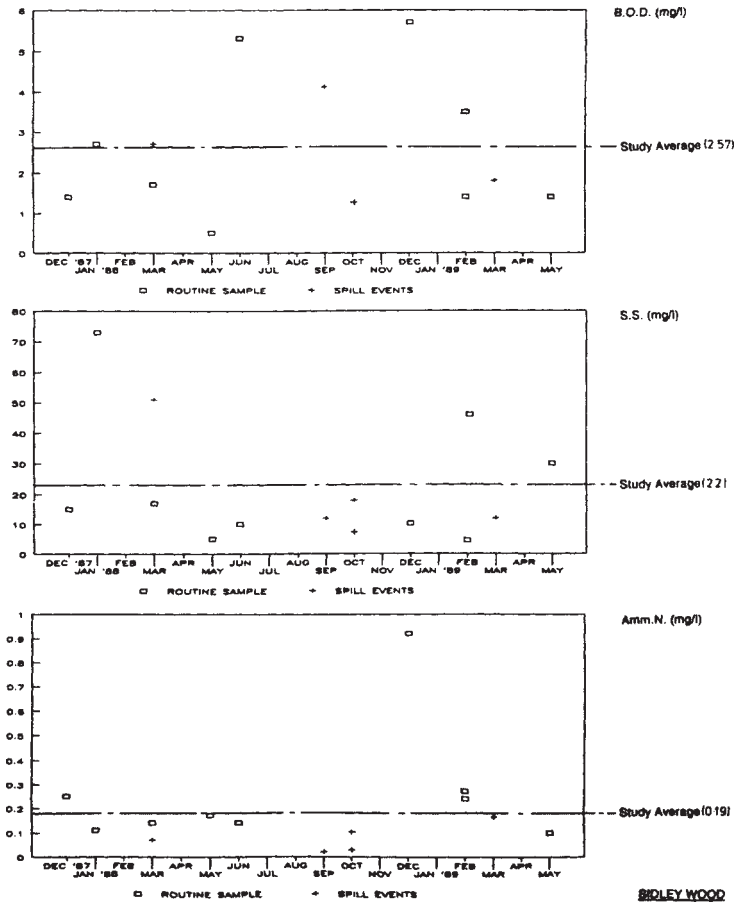 B.O.D. (mg/l)
6
5
4
3
2
1
0
Study Average (2 57)
DEC '87 JAN '88 FEB MAR APR MAY JUN JUL AUG SEP OCT NOV DEC JAN '89 FEB MAR APR MAY
ROUTINE SAMPLE + SPILL EVENTS
S.S. (mg/l)
80
70
60
50
40
30
20
10
0
Study Average (22)
DEC '87 JAN '88 FEB MAR APR MAY JUN JUL AUG SEP OCT NOV DEC JAN '89 FEB MAR APR MAY
ROUTINE SAMPLE + SPILL EVENTS
Amm.N. (mg/l)
1
0.9
0.8
0.7
0.6
0.5
0.4
0.3
0.2
0.1
0
Study Average (0.19)
DEC '87 JAN '88 FEB MAR APR MAY JUN JUL AUG SEP OCT NOV DEC JAN '89 FEB MAR APR MAY
ROUTINE SAMPLE + SPILL EVENTS
SIDLEY WOOD